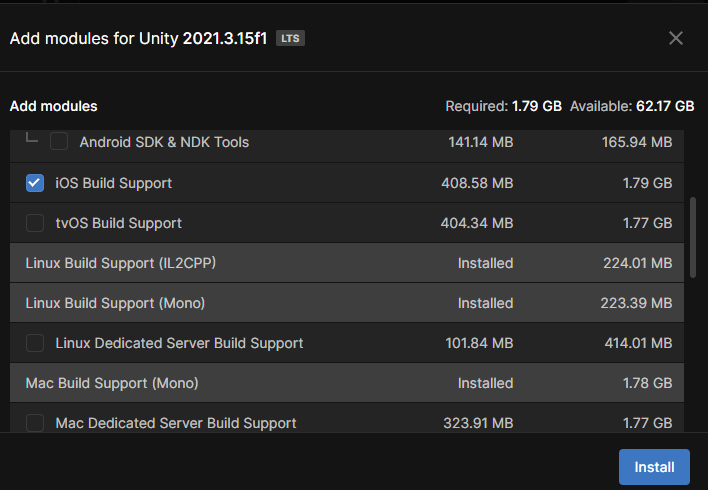 Add modules for Unity 2021.3.15f1 LTS
Add modules Required: 1.79 GB Available: 62.17 GB
Android SDK & NDK Tools 141.14 MB 165.94 MB
iOS Build Support 408.58 MB 1.79 GB
tvOS Build Support 404.34 MB 1.77 GB
Linux Build Support (IL2CPP) Installed 224.01 MB
Linux Build Support (Mono) Installed 223.39 MB
Linux Dedicated Server Build Support 101.84 MB 414.01 MB
Mac Build Support (Mono) Installed 1.78 GB
Mac Dedicated Server Build Support 323.91 MB 1.77 GB
Install